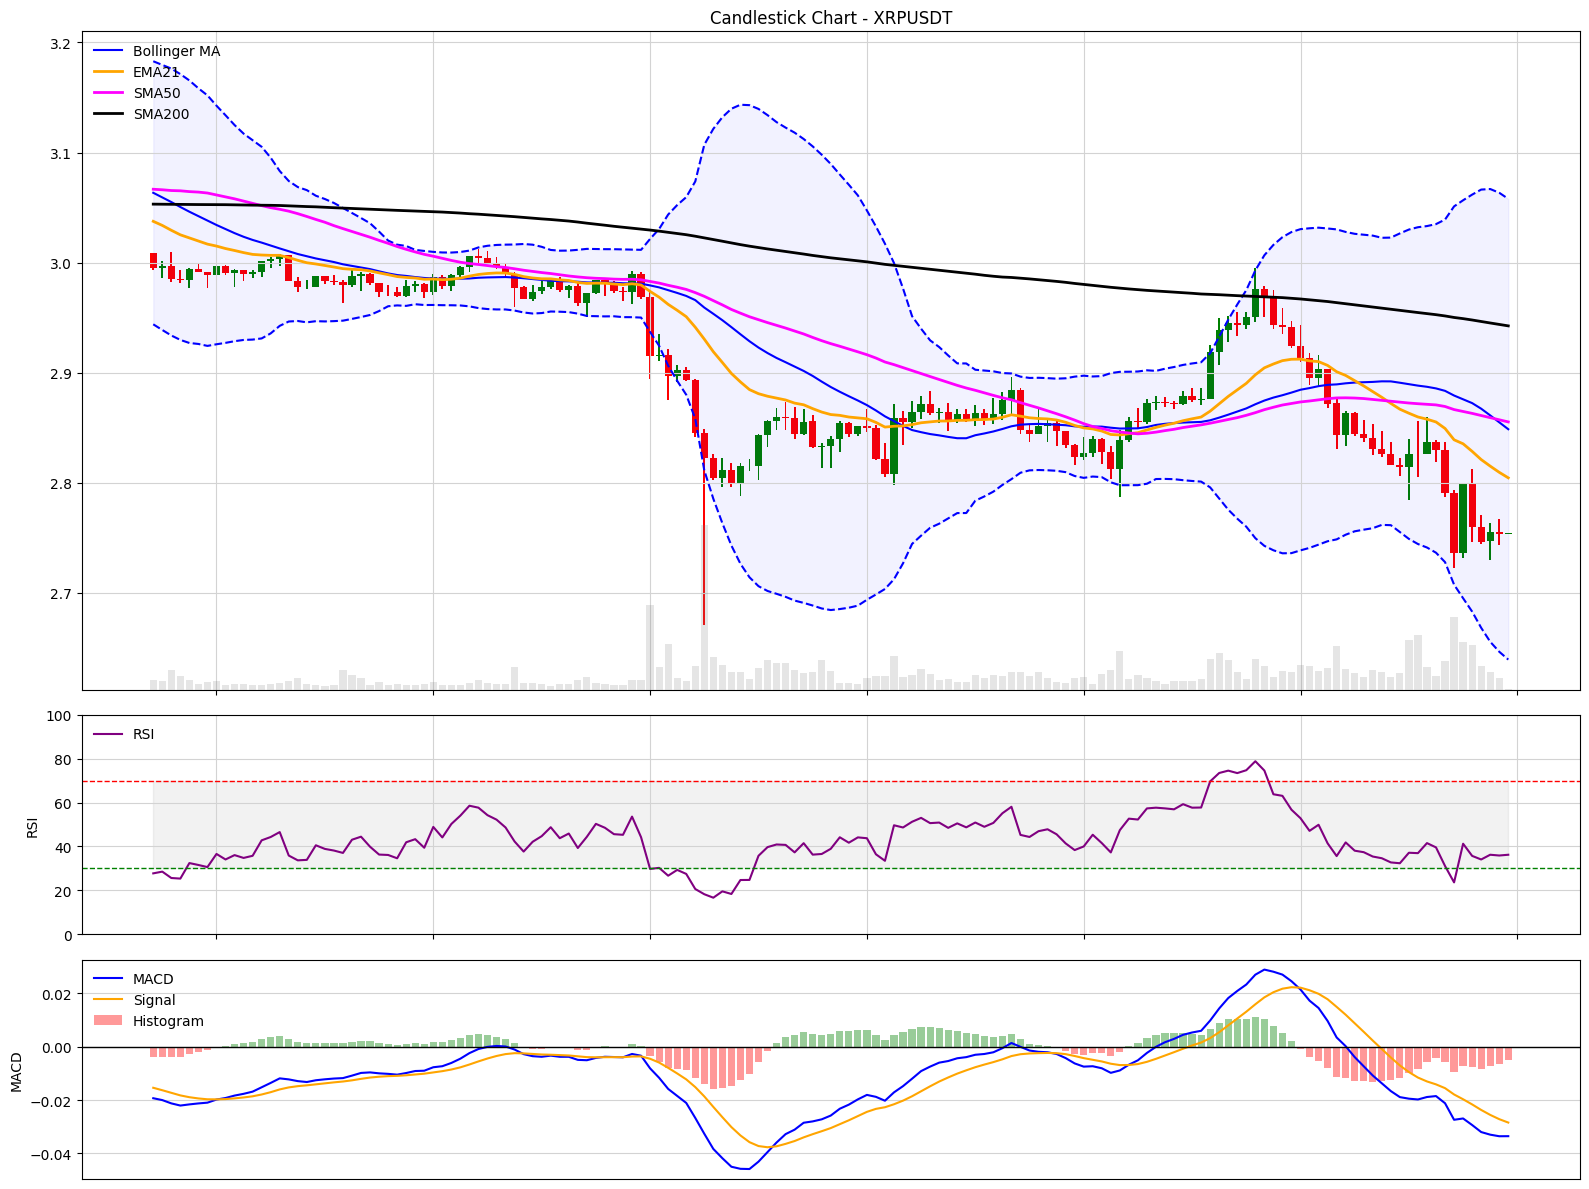 Candlestick Chart - XRPUSDT
3.2
3.1
3.0
2.9
2.8
2.7
Bollinger MA
EMA21
SMA50
SMA200
100
80
60
40
20
0
RSI
RSI
0.02
0.00
−0.02
−0.04
MACD
MACD
Signal
Histogram